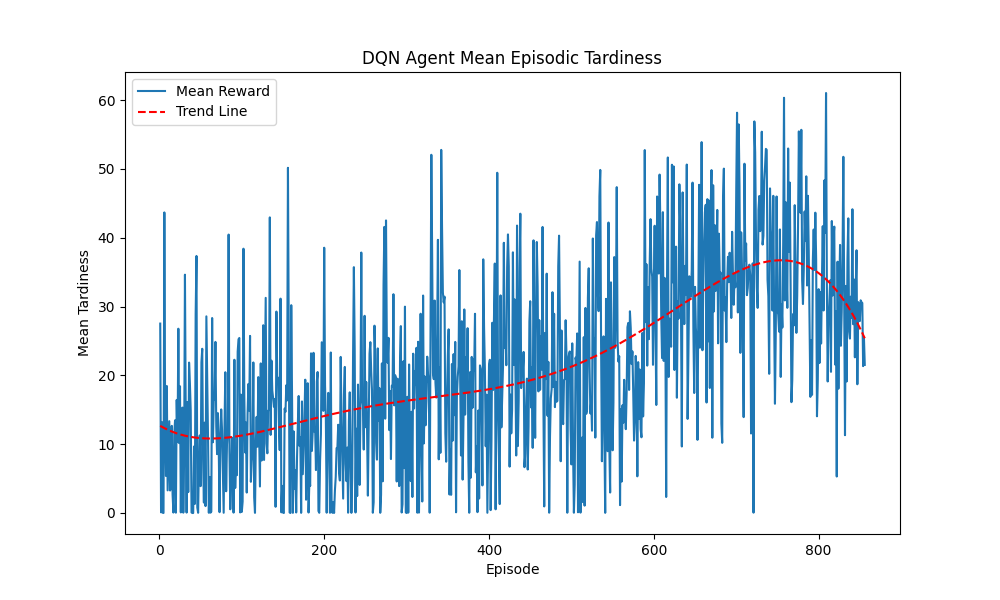 DQN Agent Mean Episodic Tardiness
Mean Reward
Trend Line
60
50
40
30
20
10
0
Mean Tardiness
0 200 400 600 800
Episode